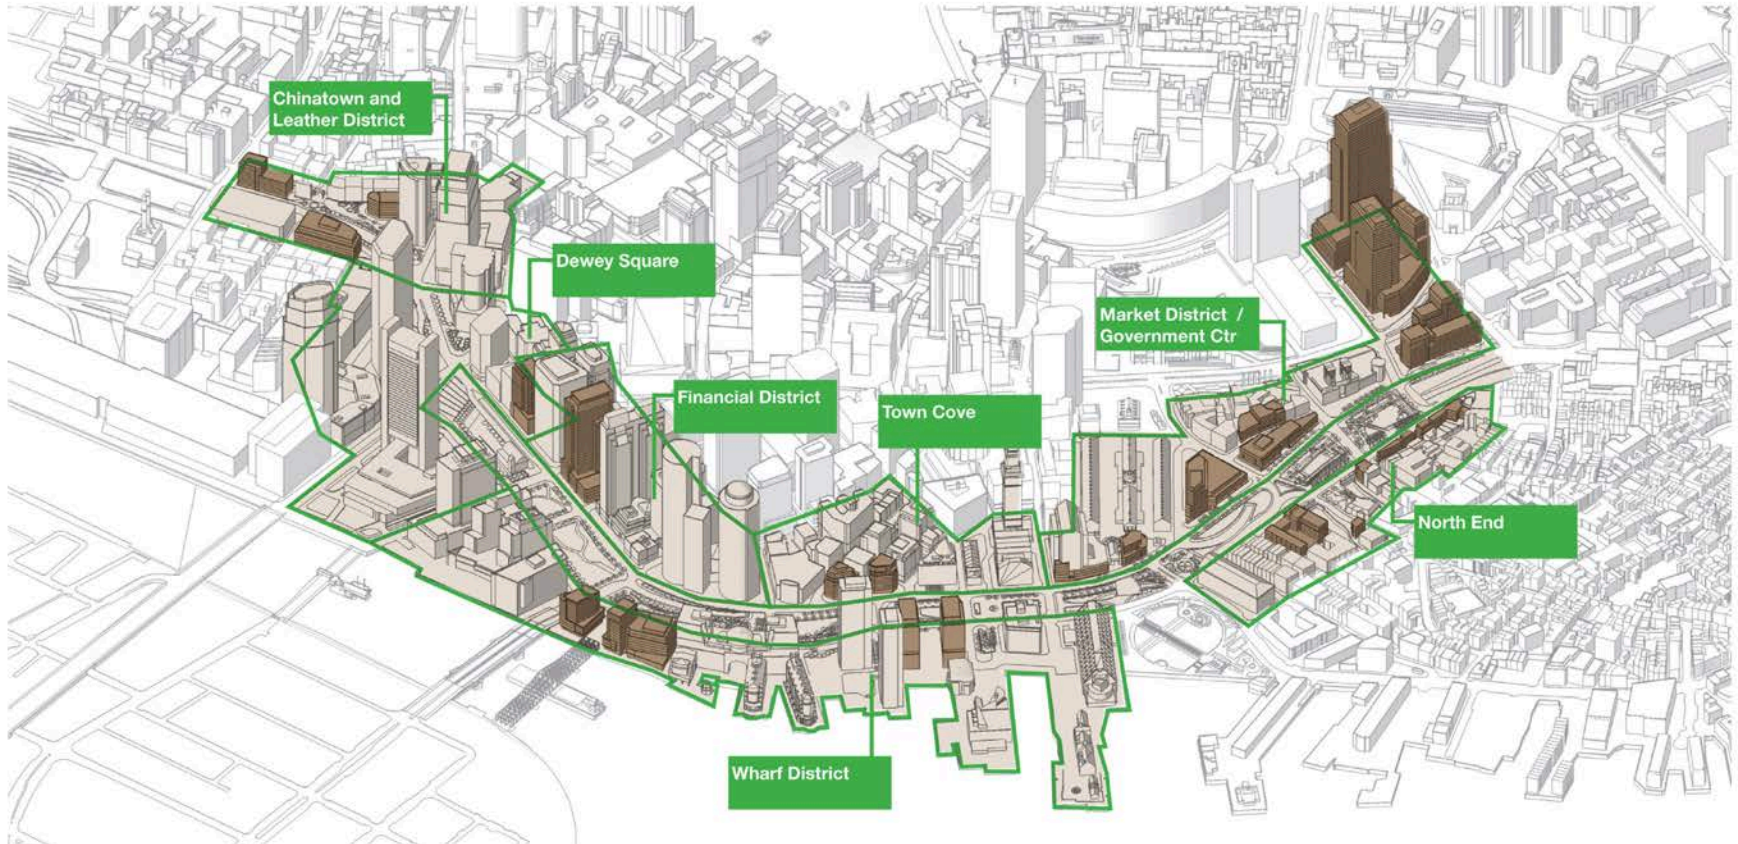 Chinatown and
Leather District
Dewey Square
Market District /
Government Ctr
Financial District
Town Cove
North End
Wharf District